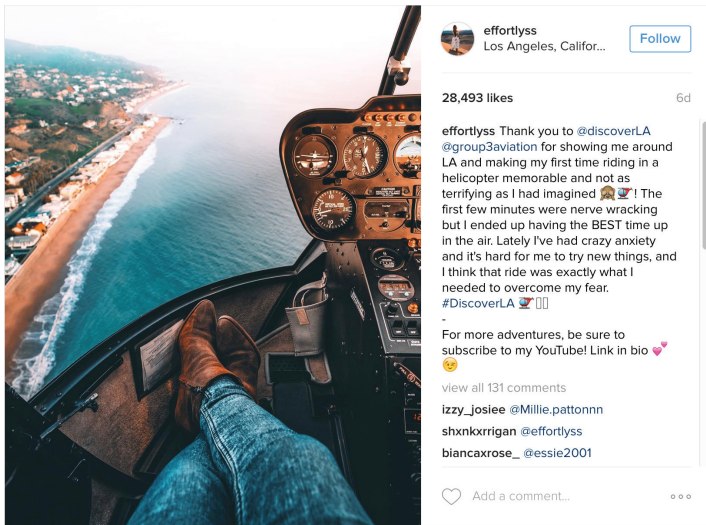 effortlyss
Los Angeles, Califor...
Follow
28,493 likes
6d
effortlyss Thank you to @discoverLA
@group3aviation for showing me around
LA and making my first time riding in a
helicopter memorable and not as
terrifying as I had imagined 🙈🚁! The
first few minutes were nerve wracking
but I ended up having the BEST time up
in the air. Lately I've had crazy anxiety
and it's hard for me to try new things, and
I think that ride was exactly what I
needed to overcome my fear.
#DiscoverLA 🚁
-
For more adventures, be sure to
subscribe to my YouTube! Link in bio 💕
😉
view all 131 comments
izzy_josiee @Millie.pattonnn
shxnkxrrigan @effortlyss
biancaxrose_ @essie2001
Add a comment...